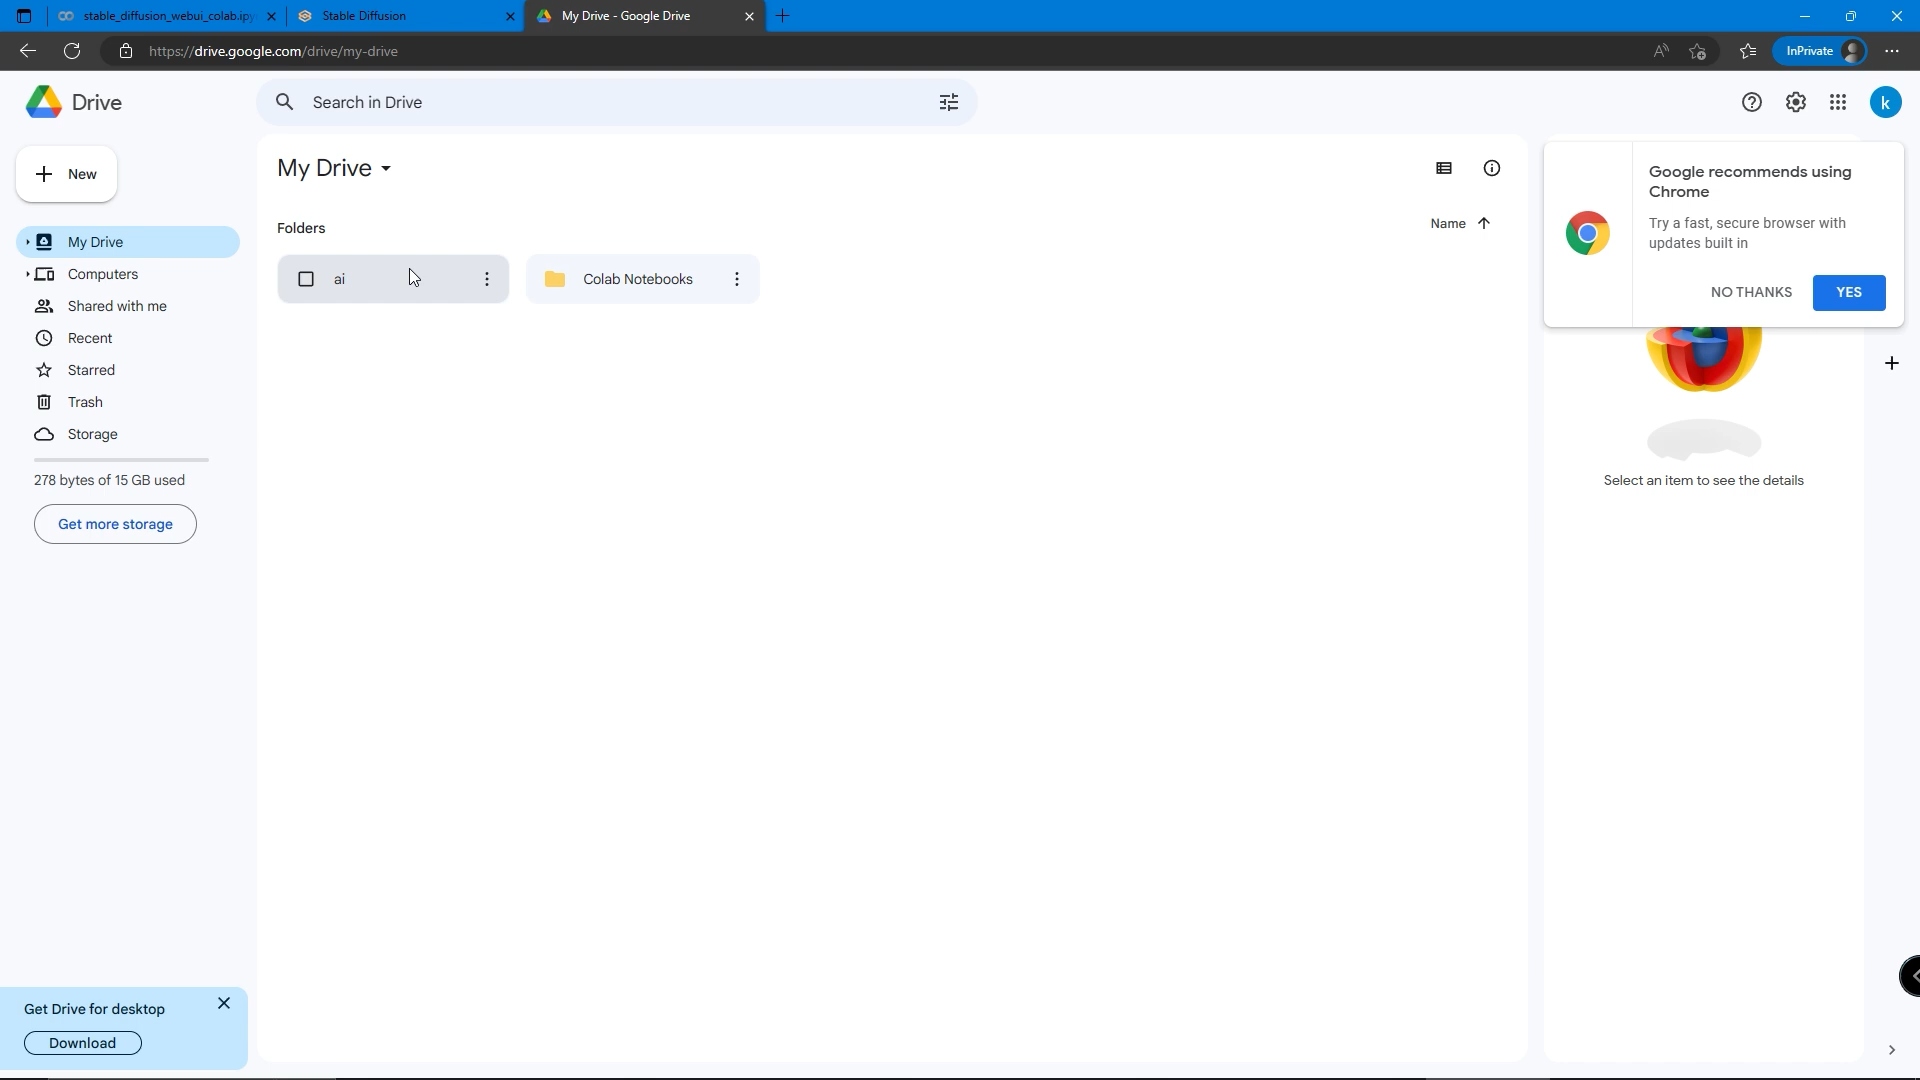 stable_diffusion_webui_colab.ipy
Stable Diffusion
My Drive - Google Drive
https://drive.google.com/drive/my-drive
InPrivate
Drive
Search in Drive
k
New
My Drive
Computers
Shared with me
Recent
Starred
Trash
Storage
278 bytes of 15 GB used
Get more storage
My Drive
Folders
Name
ai
Colab Notebooks
Google recommends using
Chrome
Try a fast, secure browser with
updates built in
NO THANKS
YES
Select an item to see the details
Get Drive for desktop
Download